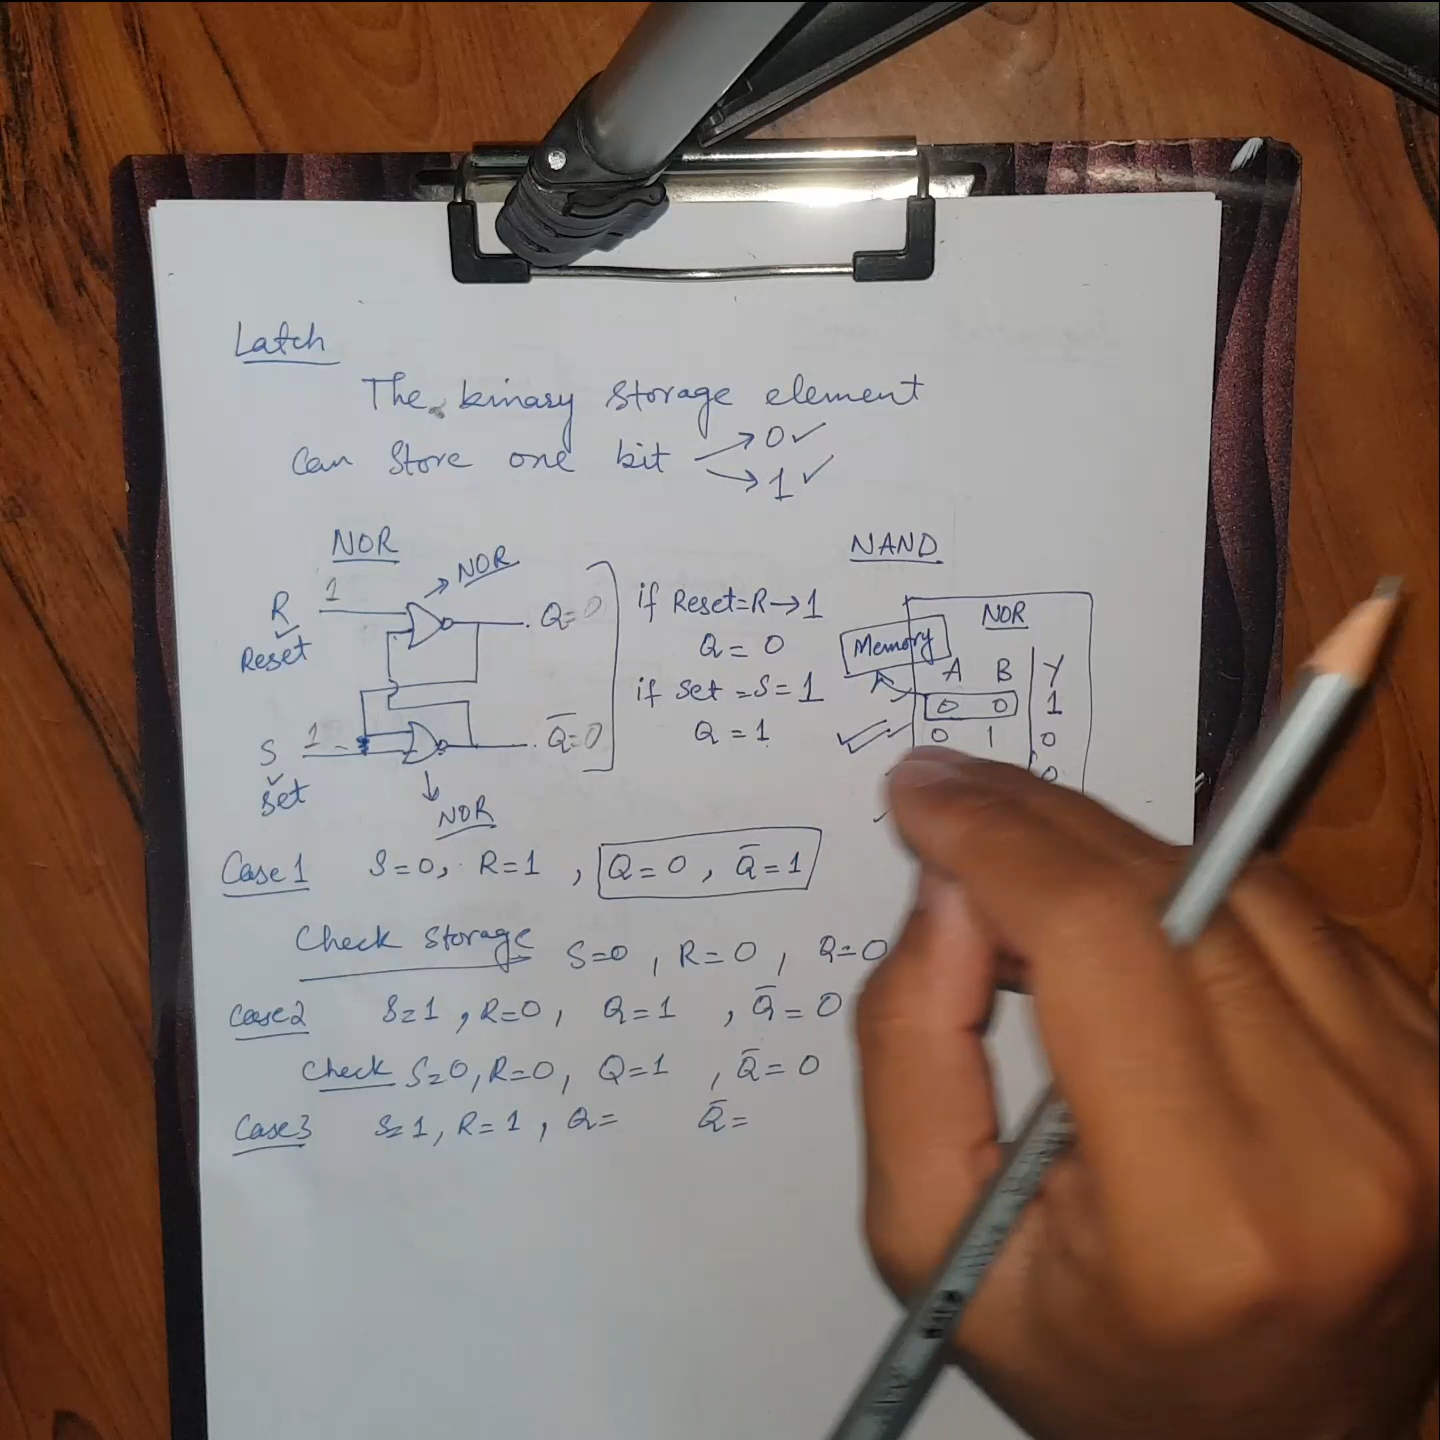 Latch
The binary storage element
Can Store one bit → 0 ✓
→ 1 ✓
NOR
→ NOR
R 1
Reset
Q=0
S 1
Set
Q̅=0
↓
NOR
if Reset=R→1
Q = 0
if Set =S=1
Q = 1
NAND
Memory
NOR
A B Y
0 0 1
0 1 0
0
Case 1 S=0, R=1, Q=0, Q̅=1
Check Storage S=0, R=0, Q=0
Case2 S=1, R=0, Q=1, Q̅=0
Check S=0, R=0, Q=1, Q̅=0
Case3 S=1, R=1, Q= Q̅=